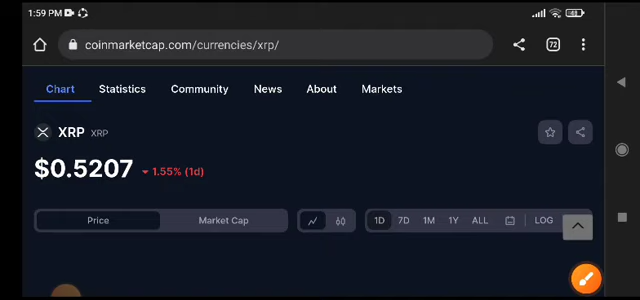 1:59 PM
coinmarketcap.com/currencies/xrp/
72
Chart Statistics Community News About Markets
XRP XRP
$0.5207 1.55% (1d)
Price Market Cap 1D 7D 1M 1Y ALL LOG